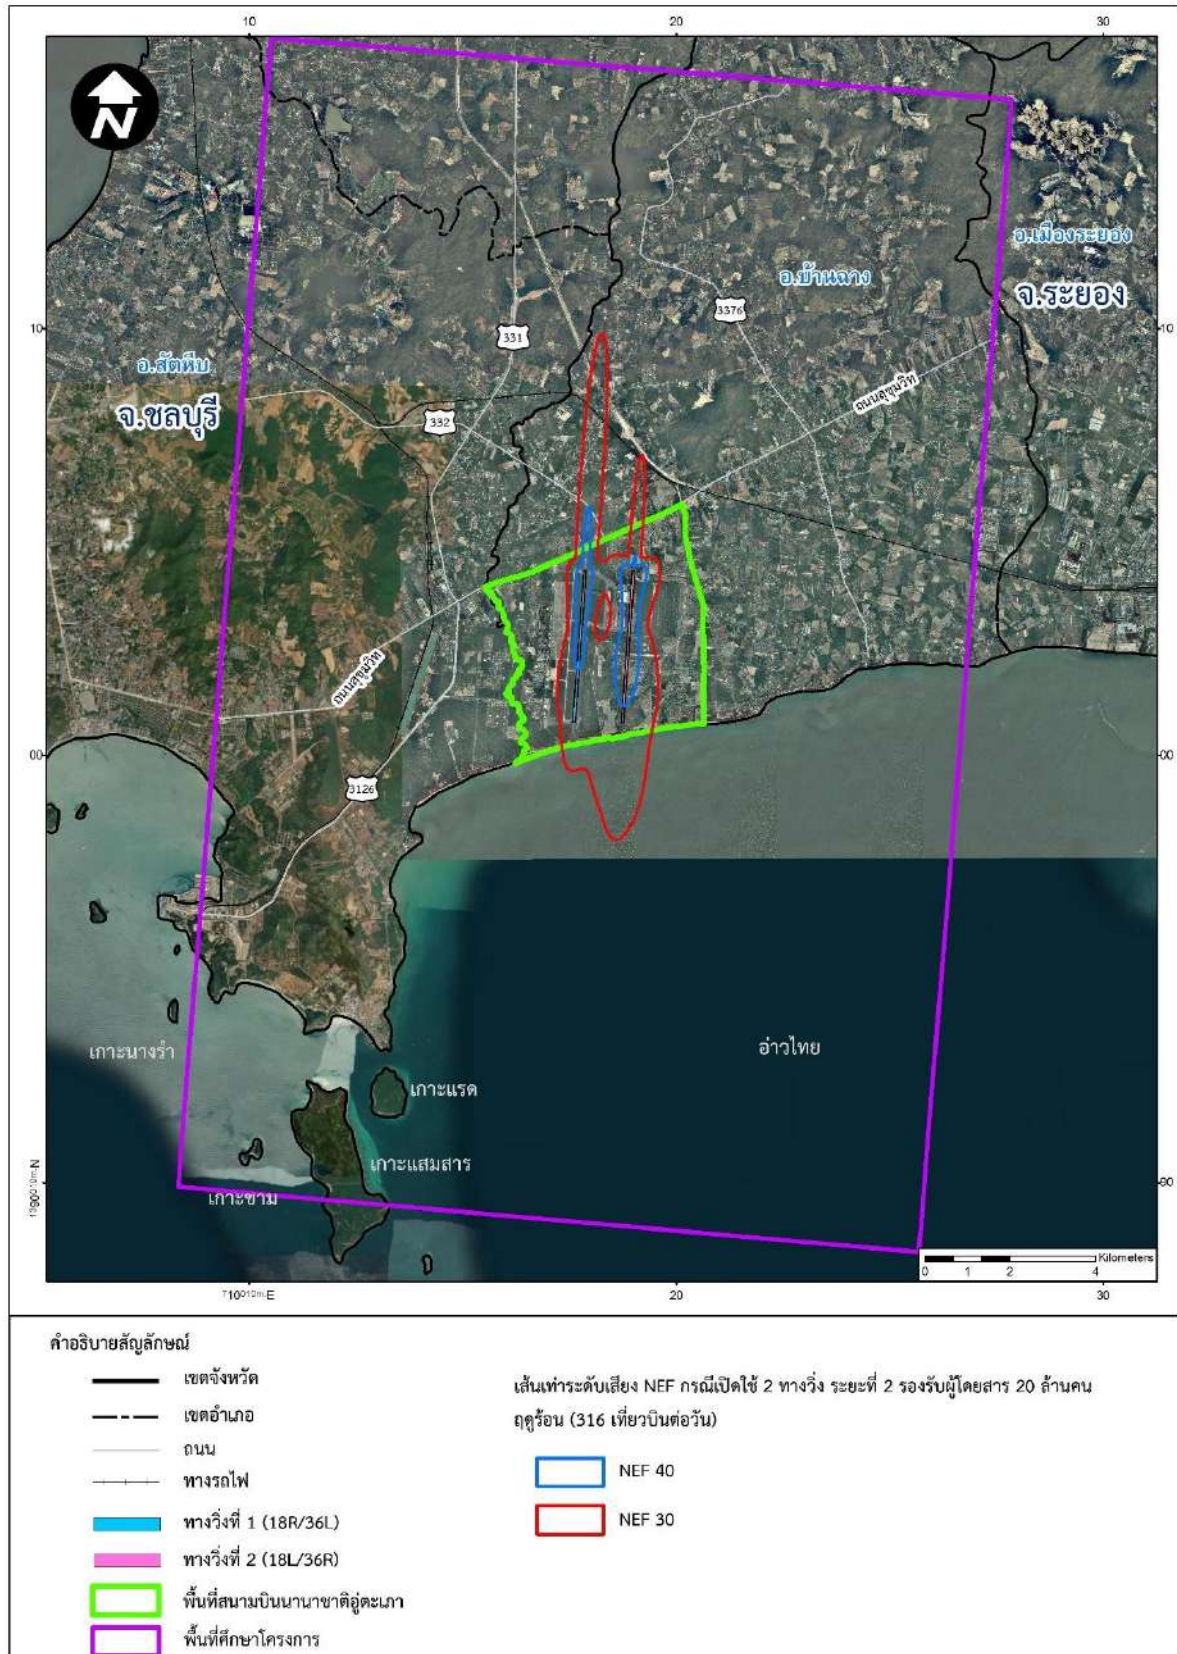 10 20 30
N
อ.เมืองระยอง
อ.บ้านฉาง
จ.ระยอง
3376
10 10
331
อ.สัตหีบ
ถนนสุขุมวิท
จ.ชลบุรี
332
ถนนสุขุมวิท
00 00
3126
เกาะนางรำ
อ่าวไทย
เกาะแรด
เกาะแสมสาร
1390010m.N
90
เกาะขาม
Kilometers
0 1 2 4
710010m.E 20 30
คำอธิบายสัญลักษณ์
เขตจังหวัด
เขตอำเภอ
ถนน
ทางรถไฟ
ทางวิ่งที่ 1 (18R/36L)
ทางวิ่งที่ 2 (18L/36R)
พื้นที่สนามบินนานาชาติอู่ตะเภา
พื้นที่ศึกษาโครงการ
เส้นเท่าระดับเสียง NEF กรณีเปิดใช้ 2 ทางวิ่ง ระยะที่ 2 รองรับผู้โดยสาร 20 ล้านคน
ฤดูร้อน (316 เที่ยวบินต่อวัน)
NEF 40
NEF 30